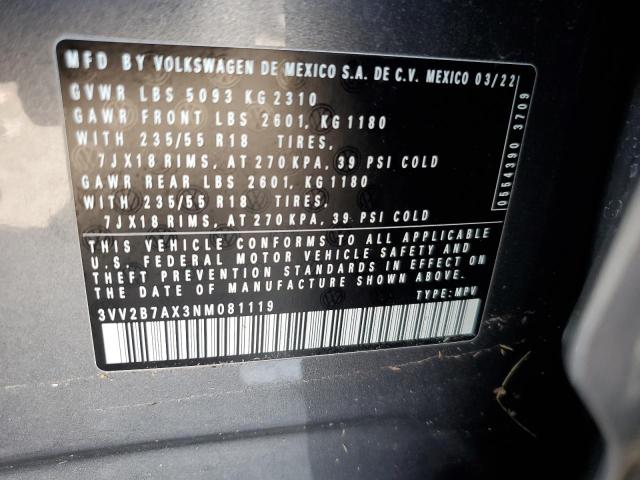 MFD BY VOLKSWAGEN DE MEXICO S.A. DE C.V. MEXICO 03/22
GVWR LBS 5093 KG 2310
GAWR FRONT LBS 2601, KG 1180
WITH 235/55 R18 TIRES,
7JX18 RIMS, AT 270 KPA, 39 PSI COLD
GAWR REAR LBS 2601, KG 1180
WITH 235/55 R18 TIRES,
7JX18 RIMS, AT 270 KPA, 39 PSI COLD
THIS VEHICLE CONFORMS TO ALL APPLICABLE
U.S. FEDERAL MOTOR VEHICLE SAFETY AND
THEFT PREVENTION STANDARDS IN EFFECT ON
THE DATE OF MANUFACTURE SHOWN ABOVE.
3VV2B7AX3NM081119 TYPE: MPV
0554390 3709